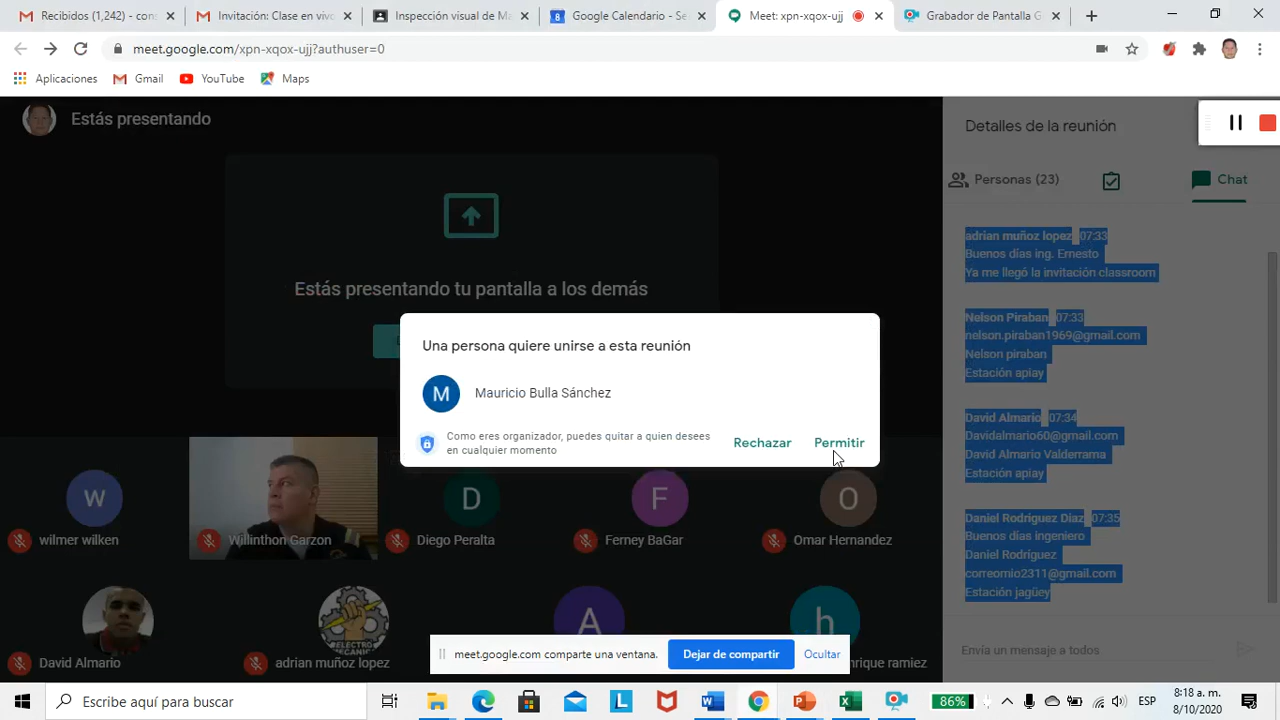 Recibidos (1,242) - con
Invitación: Clase en viv
Inspección visual de Ma
Google Calendario - Se
Meet: xpn-xqox-ujj
Grabador de Pantalla G
meet.google.com/xpn-xqox-ujj?authuser=0
Aplicaciones
Gmail
YouTube
Maps
Estás presentando
Detalles de la reunión
Personas (23)
Chat
Estás presentando tu pantalla a los demás
adrian muñoz lopez 07:33
Buenos días ing. Ernesto
Ya me llegó la invitación classroom
Nelson Piraban 07:33
nelson.piraban1969@gmail.com
Nelson piraban
Estación apiay
David Almario 07:34
Davidalmario60@gmail.com
David Almario Valderrama
Estación apiay
Daniel Rodriguez Diaz 07:35
Buenos días ingeniero
Daniel Rodríguez
correomio2311@gmail.com
Estación jagüey
Envía un mensaje a todos
Una persona quiere unirse a esta reunión
M
Mauricio Bulla Sánchez
Como eres organizador, puedes quitar a quien desees
en cualquier momento
Rechazar
Permitir
W
D
F
O
wilmer wilken
Willinthon Garzon
Diego Peralta
Ferney BaGar
Omar Hernandez
A
h
David Almario
ELECTRO
adrian muñoz lopez
nrique ramiez
meet.google.com comparte una ventana.
Dejar de compartir
Ocultar
Escribe aquí para buscar
86%
ESP
8:18 a. m.
8/10/2020